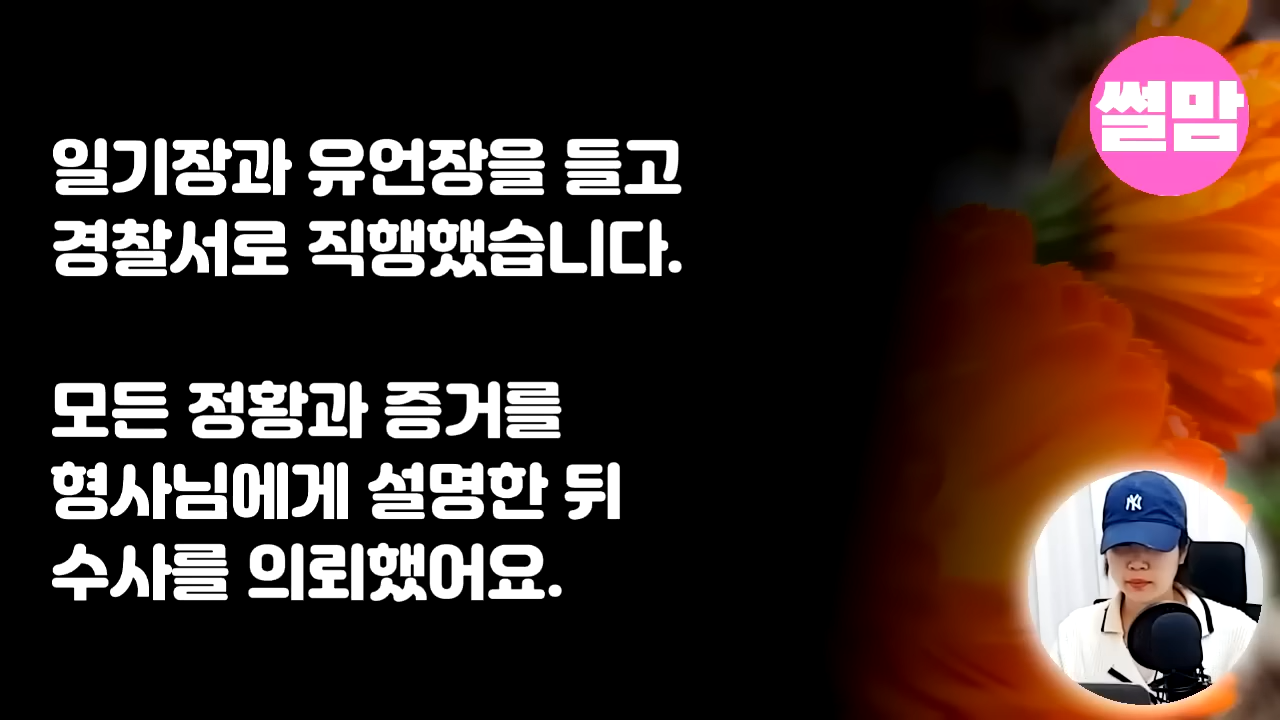 썰맘
일기장과 유언장을 들고
경찰서로 직행했습니다.
모든 정황과 증거를
형사님에게 설명한 뒤
수사를 의뢰했어요.
NY